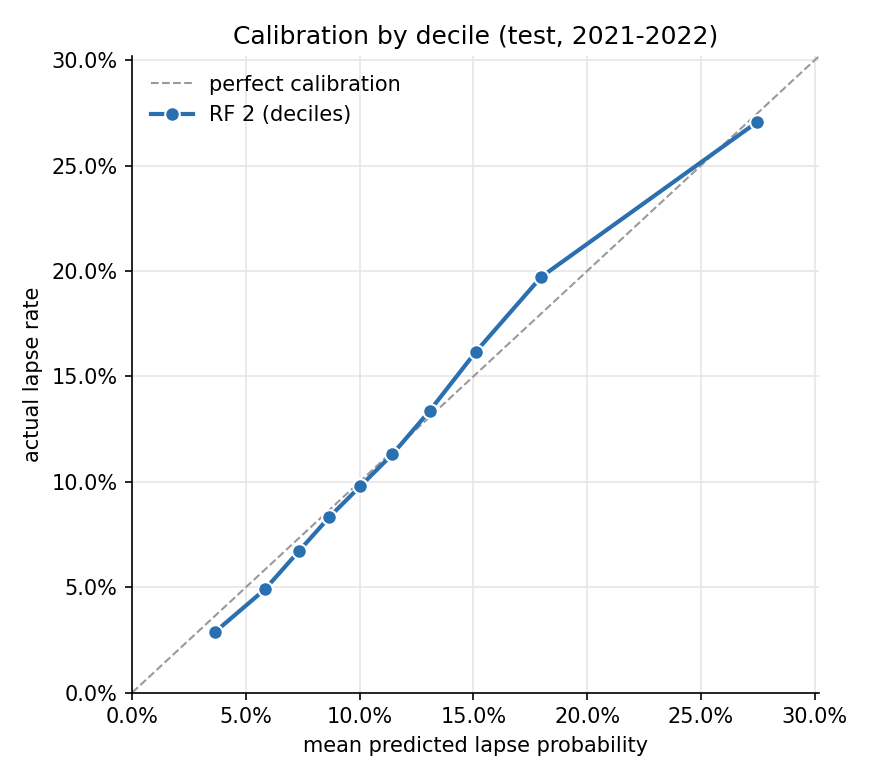 Calibration by decile (test, 2021-2022)
perfect calibration
RF 2 (deciles)
30.0%
25.0%
20.0%
15.0%
10.0%
5.0%
0.0%
actual lapse rate
0.0% 5.0% 10.0% 15.0% 20.0% 25.0% 30.0%
mean predicted lapse probability